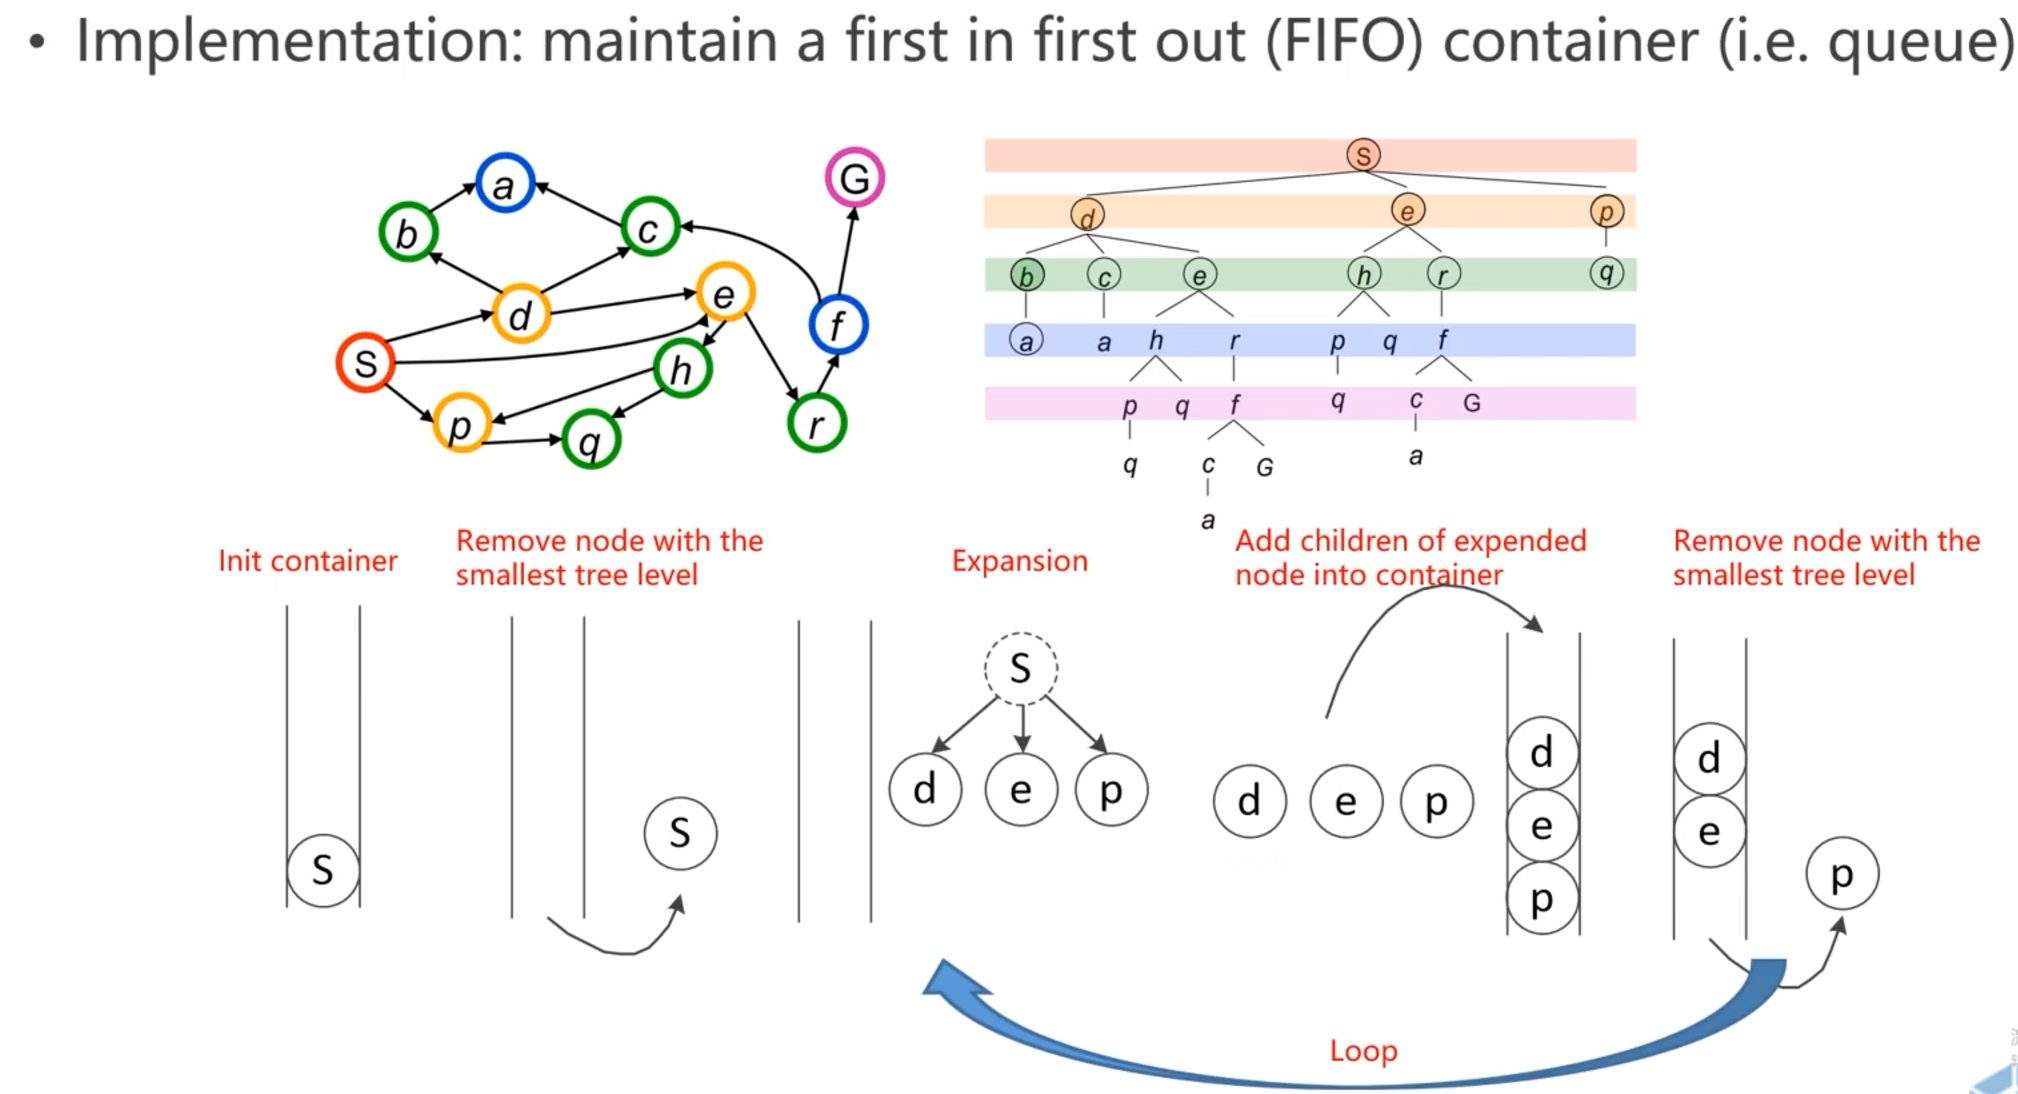 • Implementation: maintain a first in first out (FIFO) container (i.e. queue)
a
G
b
c
d
e
f
S
h
p
q
r
S
d e p
b c e h r q
a a h r p q f
p q f q c G
q c G a
a
Init container
Remove node with the
smallest tree level
Expansion
Add children of expended
node into container
Remove node with the
smallest tree level
S
S
S
d e p
d e p
d
e
p
d
e
p
Loop